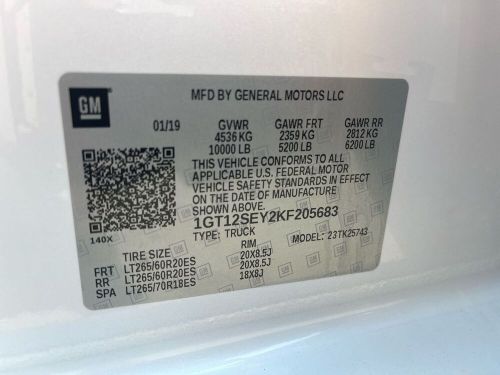 GM
MFD BY GENERAL MOTORS LLC
01/19 GVWR GAWR FRT GAWR RR
4536 KG 2359 KG 2812 KG
10000 LB 5200 LB 6200 LB
THIS VEHICLE CONFORMS TO ALL
APPLICABLE U.S. FEDERAL MOTOR
VEHICLE SAFETY STANDARDS IN EFFECT
ON THE DATE OF MANUFACTURE
SHOWN ABOVE.
1GT12SEY2KF205683
140X TYPE: TRUCK MODEL: 23TK25743
TIRE SIZE RIM
FRT LT265/60R20ES 20X8.5J
RR LT265/60R20ES 20X8.5J
SPA LT265/70R18ES 18X8J